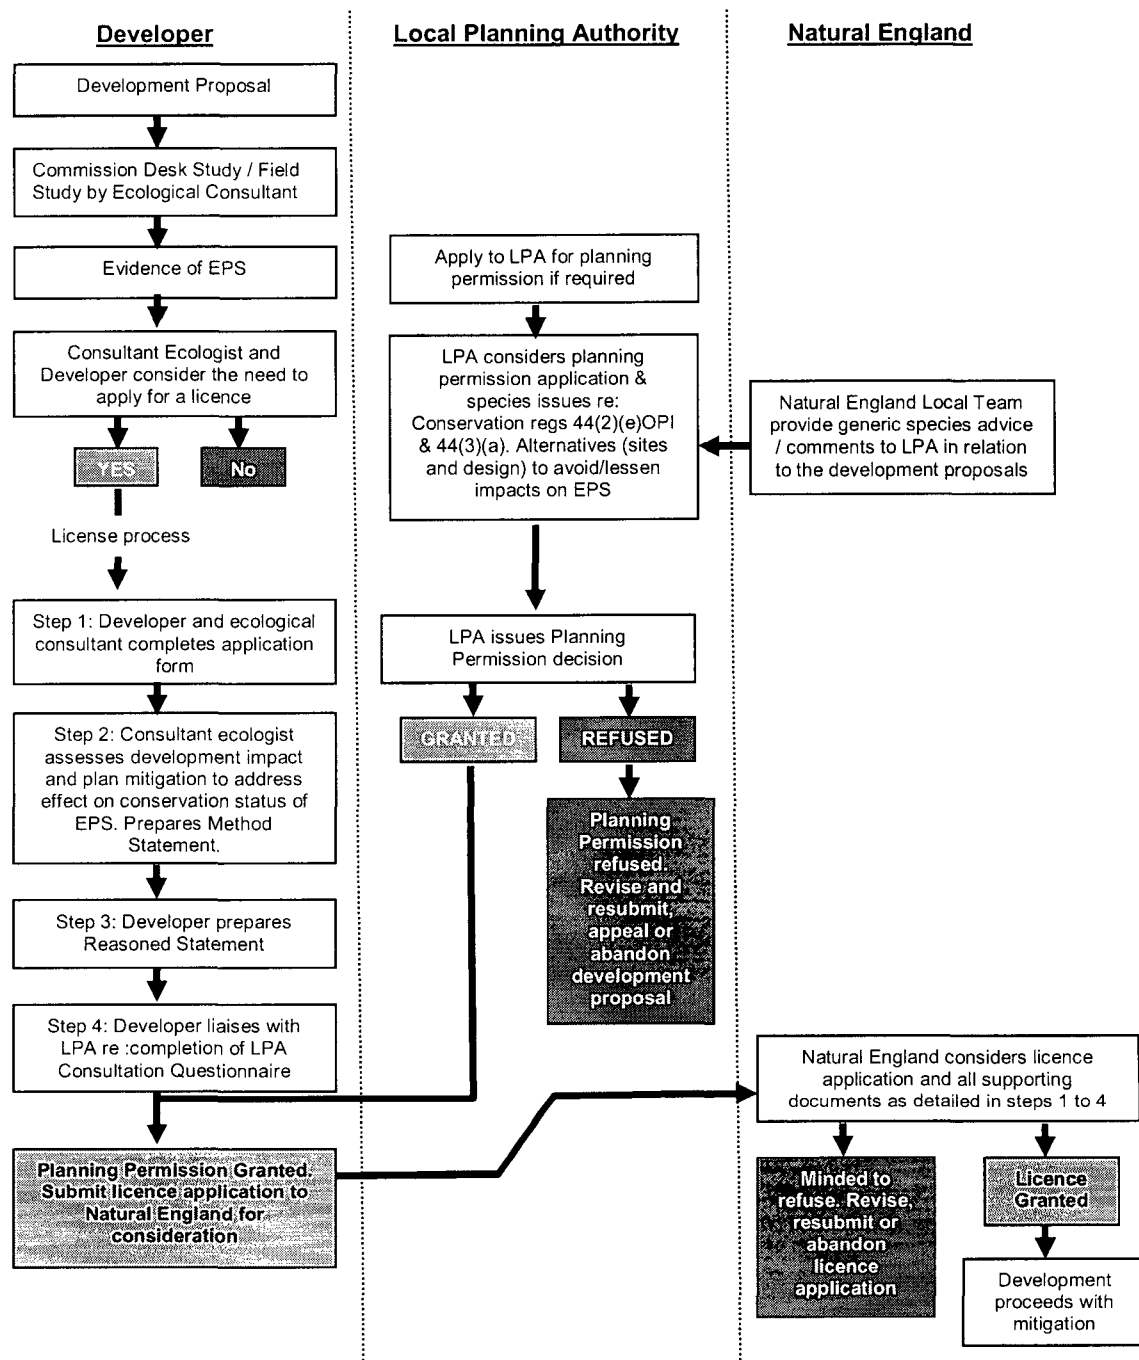 Developer
Development Proposal
Commission Desk Study / Field
Study by Ecological Consultant
Evidence of EPS
Consultant Ecologist and
Developer consider the need to
apply for a licence
YES
No
License process
Step 1: Developer and ecological
consultant completes application
form
Step 2: Consultant ecologist
assesses development impact
and plan mitigation to address
effect on conservation status of
EPS. Prepares Method
Statement.
Step 3: Developer prepares
Reasoned Statement
Step 4: Developer liaises with
LPA re :completion of LPA
Consultation Questionnaire
Planning Permission Granted.
Submit licence application to
Natural England for
consideration
Local Planning Authority
Apply to LPA for planning
permission if required
LPA considers planning
permission application &
species issues re:
Conservation regs 44(2)(e)OPI
& 44(3)(a). Alternatives (sites
and design) to avoid/lessen
impacts on EPS
LPA issues Planning
Permission decision
GRANTED
REFUSED
Planning
Permission
refused.
Revise and
resubmit,
appeal or
abandon
development
proposal
Natural England
Natural England Local Team
provide generic species advice
/ comments to LPA in relation
to the development proposals
Natural England considers licence
application and all supporting
documents as detailed in steps 1 to 4
Minded to
refuse. Revise,
resubmit or
abandon
licence
application
Licence
Granted
Development
proceeds with
mitigation